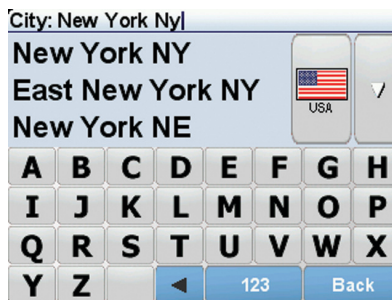 City: New York Ny
New York NY
East New York NY
New York NE
USA
A B C D E F G H
I J K L M N O P
Q R S T U V W X
Y Z 123 Back